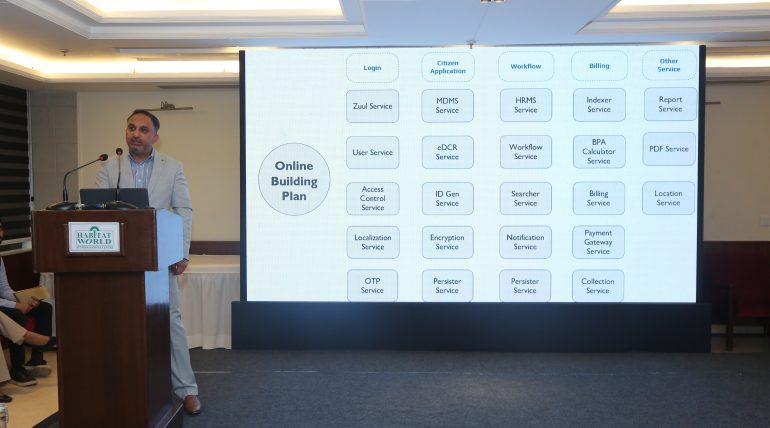 Login
Citizen
Application
Workflow
Billing
Other
Service
Zuul Service
MDMS
Service
HRMS
Service
Indexer
Service
Report
Service
User Service
eDCR
Service
Workflow
Service
BPA
Calculator
Service
PDF Service
Online
Building
Plan
Access
Control
Service
ID Gen
Service
Searcher
Service
Billing
Service
Location
Service
Localization
Service
Encryption
Service
Notification
Service
Payment
Gateway
Service
OTP
Service
Persister
Service
Persister
Service
Collection
Service
HABITAT
WORLD